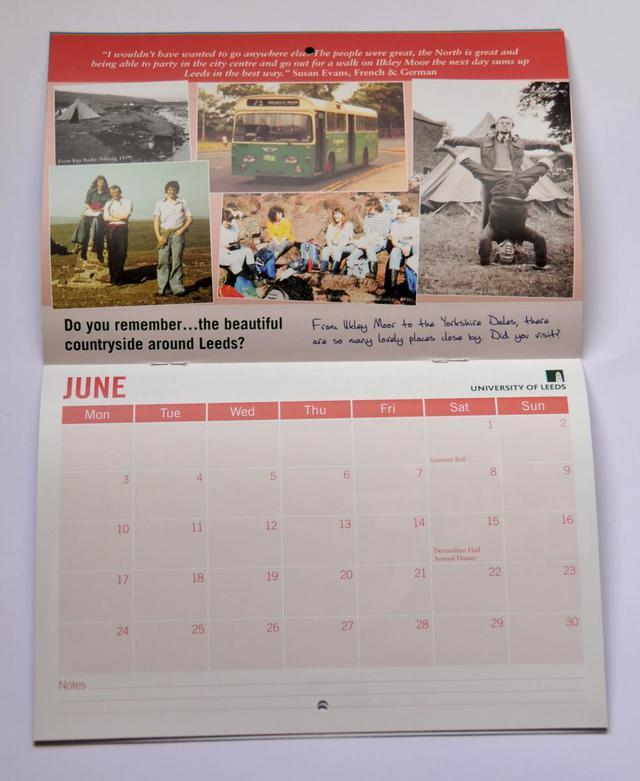 "I wouldn't have wanted to go anywhere else. The people were great, the North is great and
being able to party in the city centre and go out for a walk on Ilkley Moor the next day sums up
Leeds in the best way." Susan Evans, French & German
75
From Ken Burke (Mining 1957)
Do you remember...the beautiful
countryside around Leeds?
From Ilkley Moor to the Yorkshire Dales, there
are so many lovely places close by. Did you visit?
JUNE
UNIVERSITY OF LEEDS
Mon Tue Wed Thu Fri Sat Sun
1 2
Summer Ball
3 4 5 6 7 8 9
10 11 12 13 14 15 16
Devonshire Hall
Annual Dinner
17 18 19 20 21 22 23
24 25 26 27 28 29 30
Notes